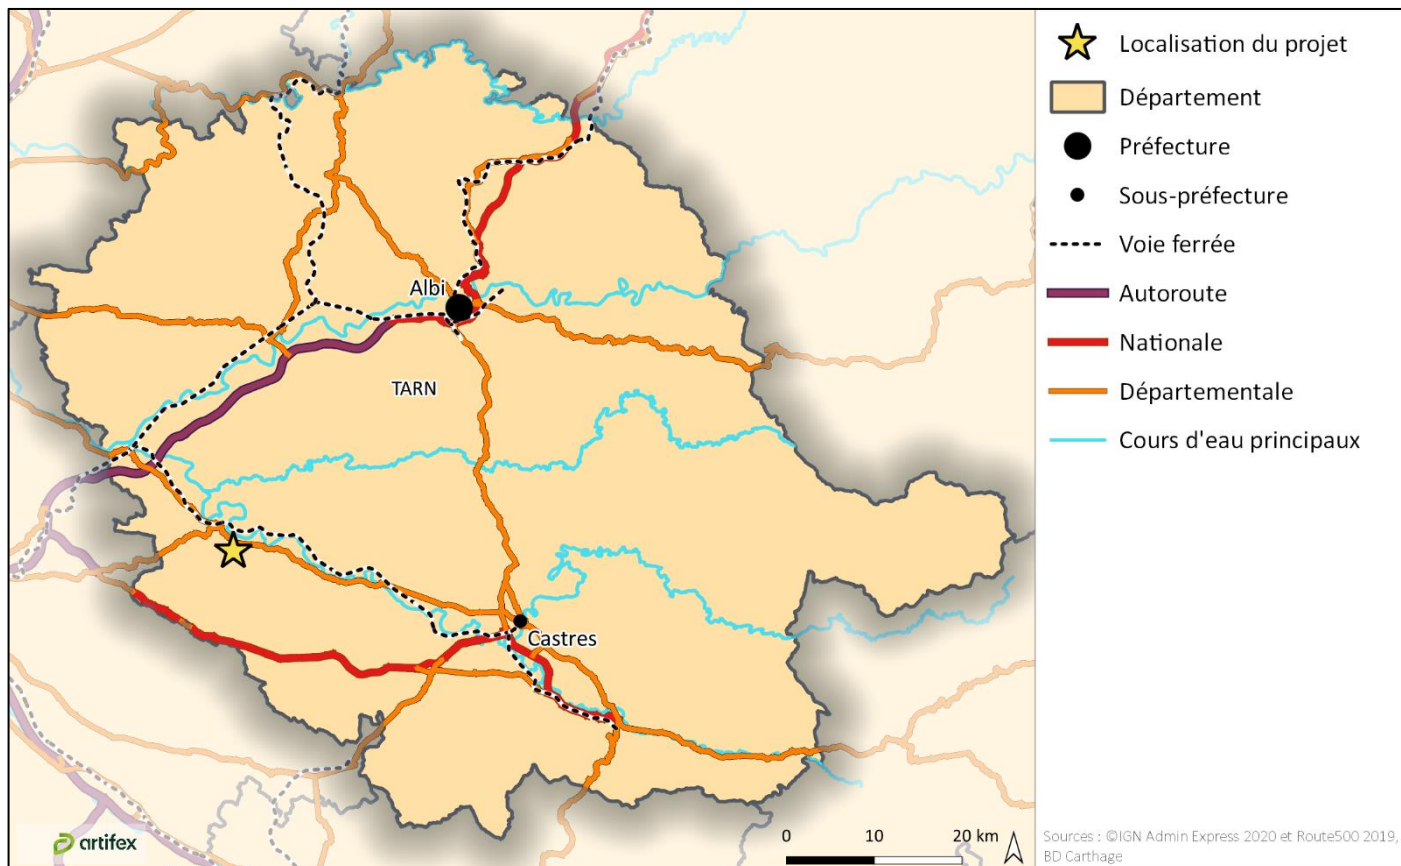 Albi
TARN
Castres
artifex
0 10 20 km
Localisation du projet
Département
Préfecture
Sous-préfecture
Voie ferrée
Autoroute
Nationale
Départementale
Cours d'eau principaux
Sources : ©IGN Admin Express 2020 et Route500 2019,
BD Carthage